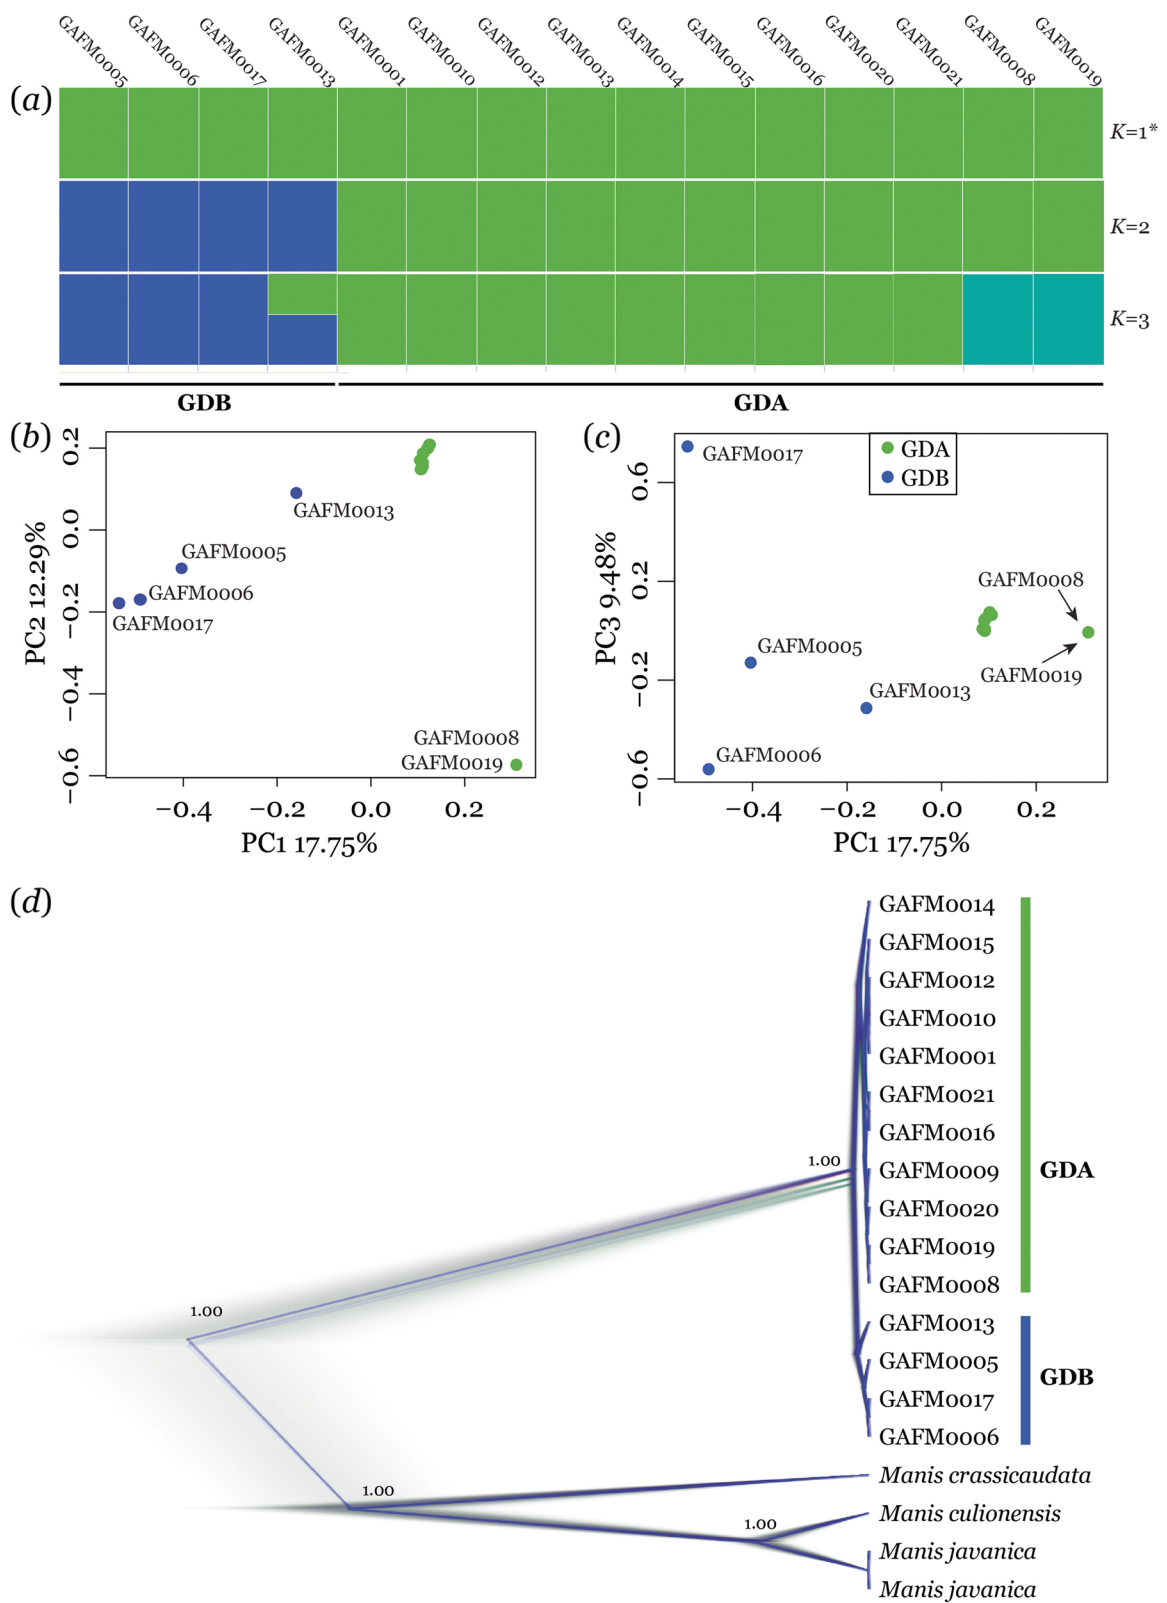 GAFM0005 GAFM0006 GAFM0017 GAFM0013 GAFM0001 GAFM0010 GAFM0012 GAFM0013 GAFM0014 GAFM0015 GAFM0016 GAFM0020 GAFM0021 GAFM0008 GAFM0019
(a)
K=1*
K=2
K=3
GDB GDA
(b)
0.2
0.0
−0.2
−0.4
−0.6
PC2 12.29%
GAFM0013
GAFM0005
GAFM0006
GAFM0017
GAFM0008
GAFM0019
−0.4 −0.2 0.0 0.2
PC1 17.75%
(c)
0.6
0.2
−0.2
−0.6
PC3 9.48%
GAFM0017
GDA
GDB
GAFM0008
GAFM0005
GAFM0019
GAFM0013
GAFM0006
−0.4 −0.2 0.0 0.2
PC1 17.75%
(d)
GAFM0014
GAFM0015
GAFM0012
GAFM0010
GAFM0001
GAFM0021
GAFM0016
1.00
GAFM0009
GDA
GAFM0020
GAFM0019
GAFM0008
1.00
GAFM0013
GAFM0005
GDB
GAFM0017
GAFM0006
Manis crassicaudata
1.00
Manis culionensis
1.00
Manis javanica
Manis javanica